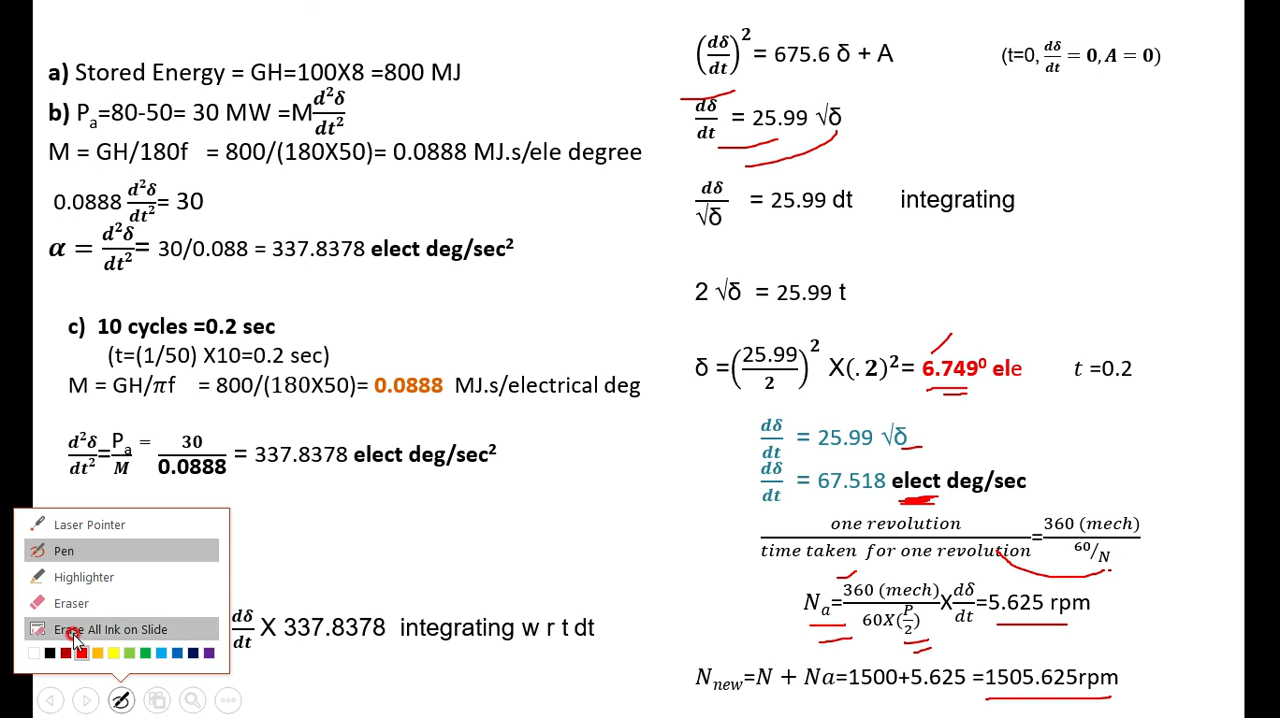 a) Stored Energy = GH=100X8 =800 MJ
b) Pₐ=80-50= 30 MW =M d²δ/dt²
M = GH/180f = 800/(180X50)= 0.0888 MJ.s/ele degree
0.0888 d²δ/dt² = 30
α = d²δ/dt² = 30/0.088 = 337.8378 elect deg/sec²
c) 10 cycles =0.2 sec
(t=(1/50) X10=0.2 sec)
M = GH/πf = 800/(180X50)= 0.0888 MJ.s/electrical deg
d²δ/dt² = Pₐ/M = 30/0.0888 = 337.8378 elect deg/sec²
Laser Pointer
Pen
Highlighter
Eraser
Erase All Ink on Slide
dδ/dt X 337.8378 integrating w r t dt
(dδ/dt)² = 675.6 δ + A (t=0, dδ/dt = 0, A = 0)
dδ/dt = 25.99 √δ
dδ/√δ = 25.99 dt integrating
2 √δ = 25.99 t
δ =(25.99/2)² X(.2)²= 6.749⁰ ele t =0.2
dδ/dt = 25.99 √δ
dδ/dt = 67.518 elect deg/sec
one revolution/time taken for one revolution = 360 (mech)/60/N
Nₐ= 360 (mech)/60X(P/2) X dδ/dt =5.625 rpm
Nnew=N + Na=1500+5.625 =1505.625rpm